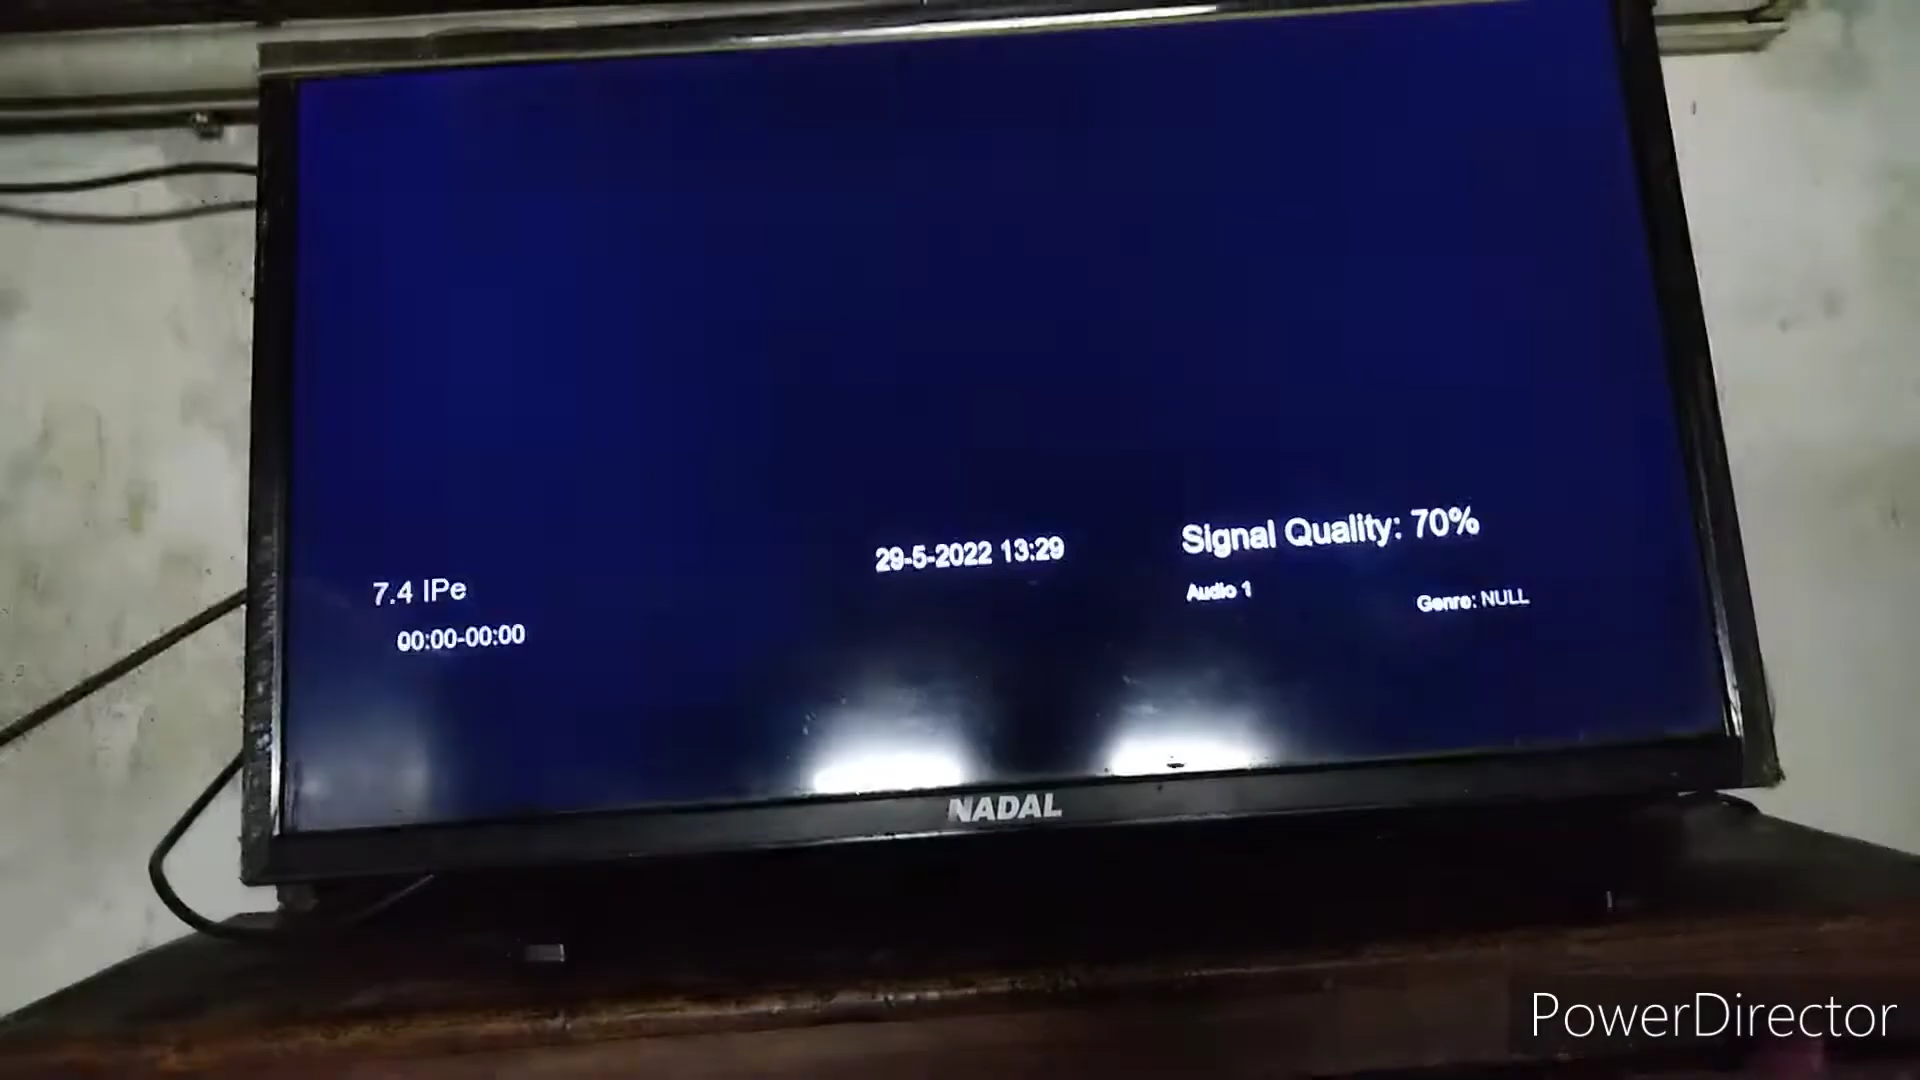 Signal Quality: 70%
29-5-2022 13:29
7.4 IPe
Audio 1
Genre: NULL
00:00-00:00
NADAL
PowerDirector